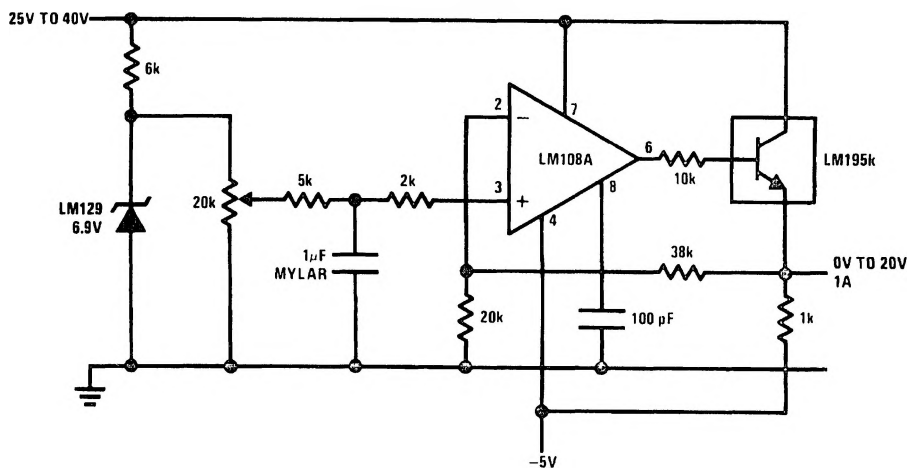 25V TO 40V
6k
2
7
LM108A
6
LM195k
10k
LM129
6.9V
20k
5k
2k
3
8
4
1μF
MYLAR
38k
0V TO 20V
1A
20k
100 pF
1k
−5V